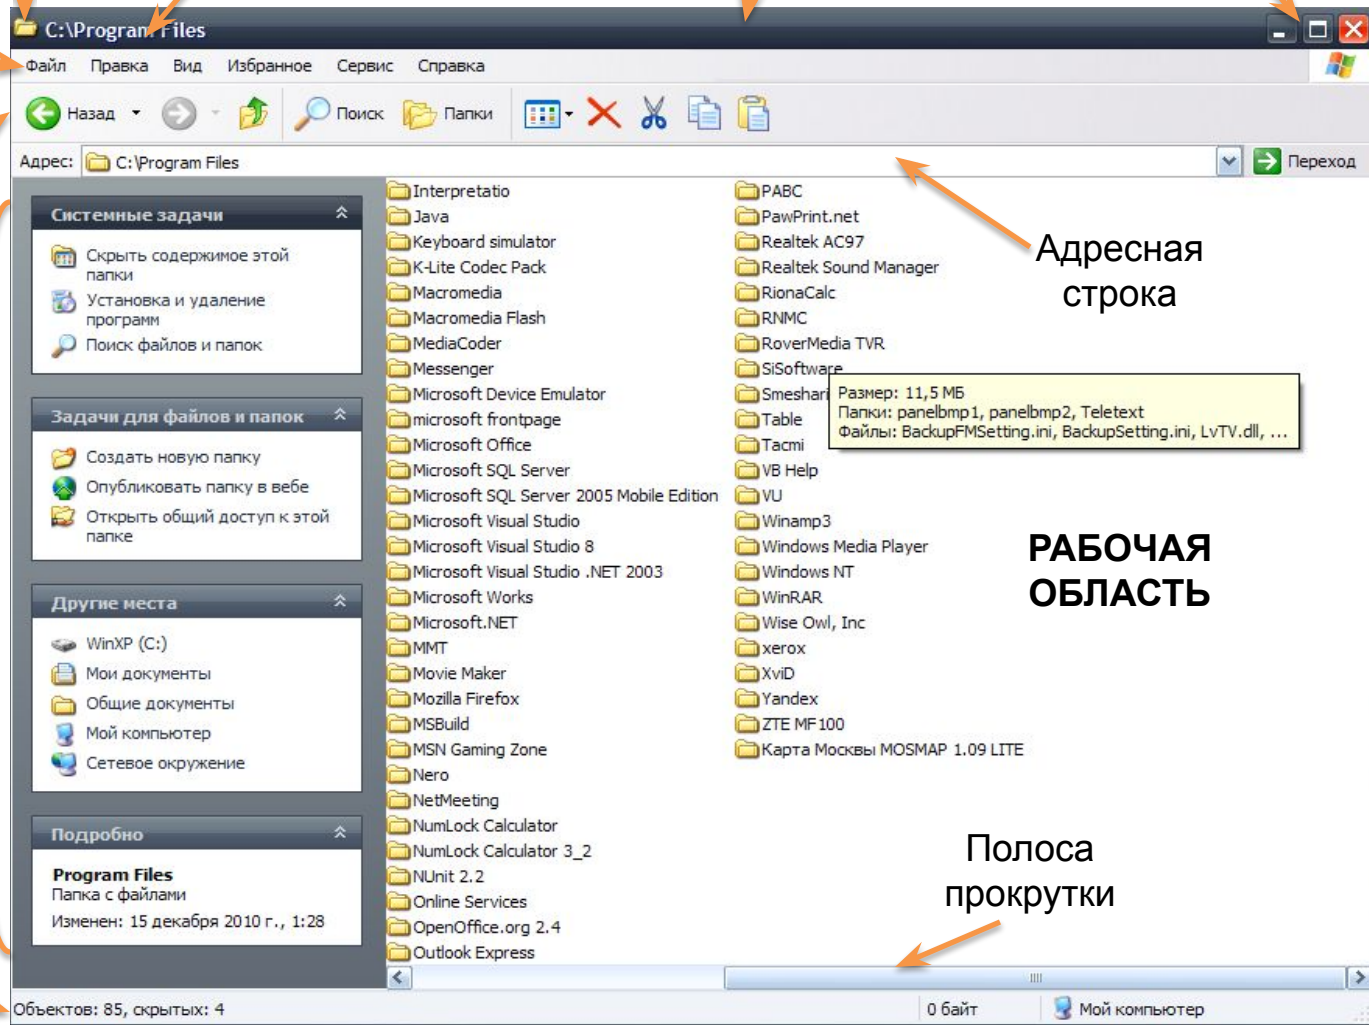 C:\Program Files
Файл Правка Вид Избранное Сервис Справка
Назад Поиск Папки
Адрес: C:\Program Files Переход
Системные задачи
Скрыть содержимое этой
папки
Установка и удаление
программ
Поиск файлов и папок
Задачи для файлов и папок
Создать новую папку
Опубликовать папку в вебе
Открыть общий доступ к этой
папке
Другие места
WinXP (C:)
Мои документы
Общие документы
Мой компьютер
Сетевое окружение
Подробно
Program Files
Папка с файлами
Изменен: 15 декабря 2010 г., 1:28
Interpretatio
Java
Keyboard simulator
K-Lite Codec Pack
Macromedia
Macromedia Flash
MediaCoder
Messenger
Microsoft Device Emulator
microsoft frontpage
Microsoft Office
Microsoft SQL Server
Microsoft SQL Server 2005 Mobile Edition
Microsoft Visual Studio
Microsoft Visual Studio 8
Microsoft Visual Studio .NET 2003
Microsoft Works
Microsoft.NET
MMT
Movie Maker
Mozilla Firefox
MSBuild
MSN Gaming Zone
Nero
NetMeeting
NumLock Calculator
NumLock Calculator 3_2
NUnit 2.2
Online Services
OpenOffice.org 2.4
Outlook Express
PABC
PawPrint.net
Realtek AC97
Realtek Sound Manager
RionaCalc
RNMC
RoverMedia TVR
SiSoftware
Smeshari
Table
Tacmi
VB Help
VU
Winamp3
Windows Media Player
Windows NT
WinRAR
Wise Owl, Inc
xerox
XviD
Yandex
ZTE MF100
Карта Москвы MOSMAP 1.09 LITE
Адресная
строка
Размер: 11,5 МБ
Папки: panelbmp1, panelbmp2, Teletext
Файлы: BackupFMSetting.ini, BackupSetting.ini, LvTV.dll, ...
РАБОЧАЯ
ОБЛАСТЬ
Полоса
прокрутки
Объектов: 85, скрытых: 4 0 байт Мой компьютер